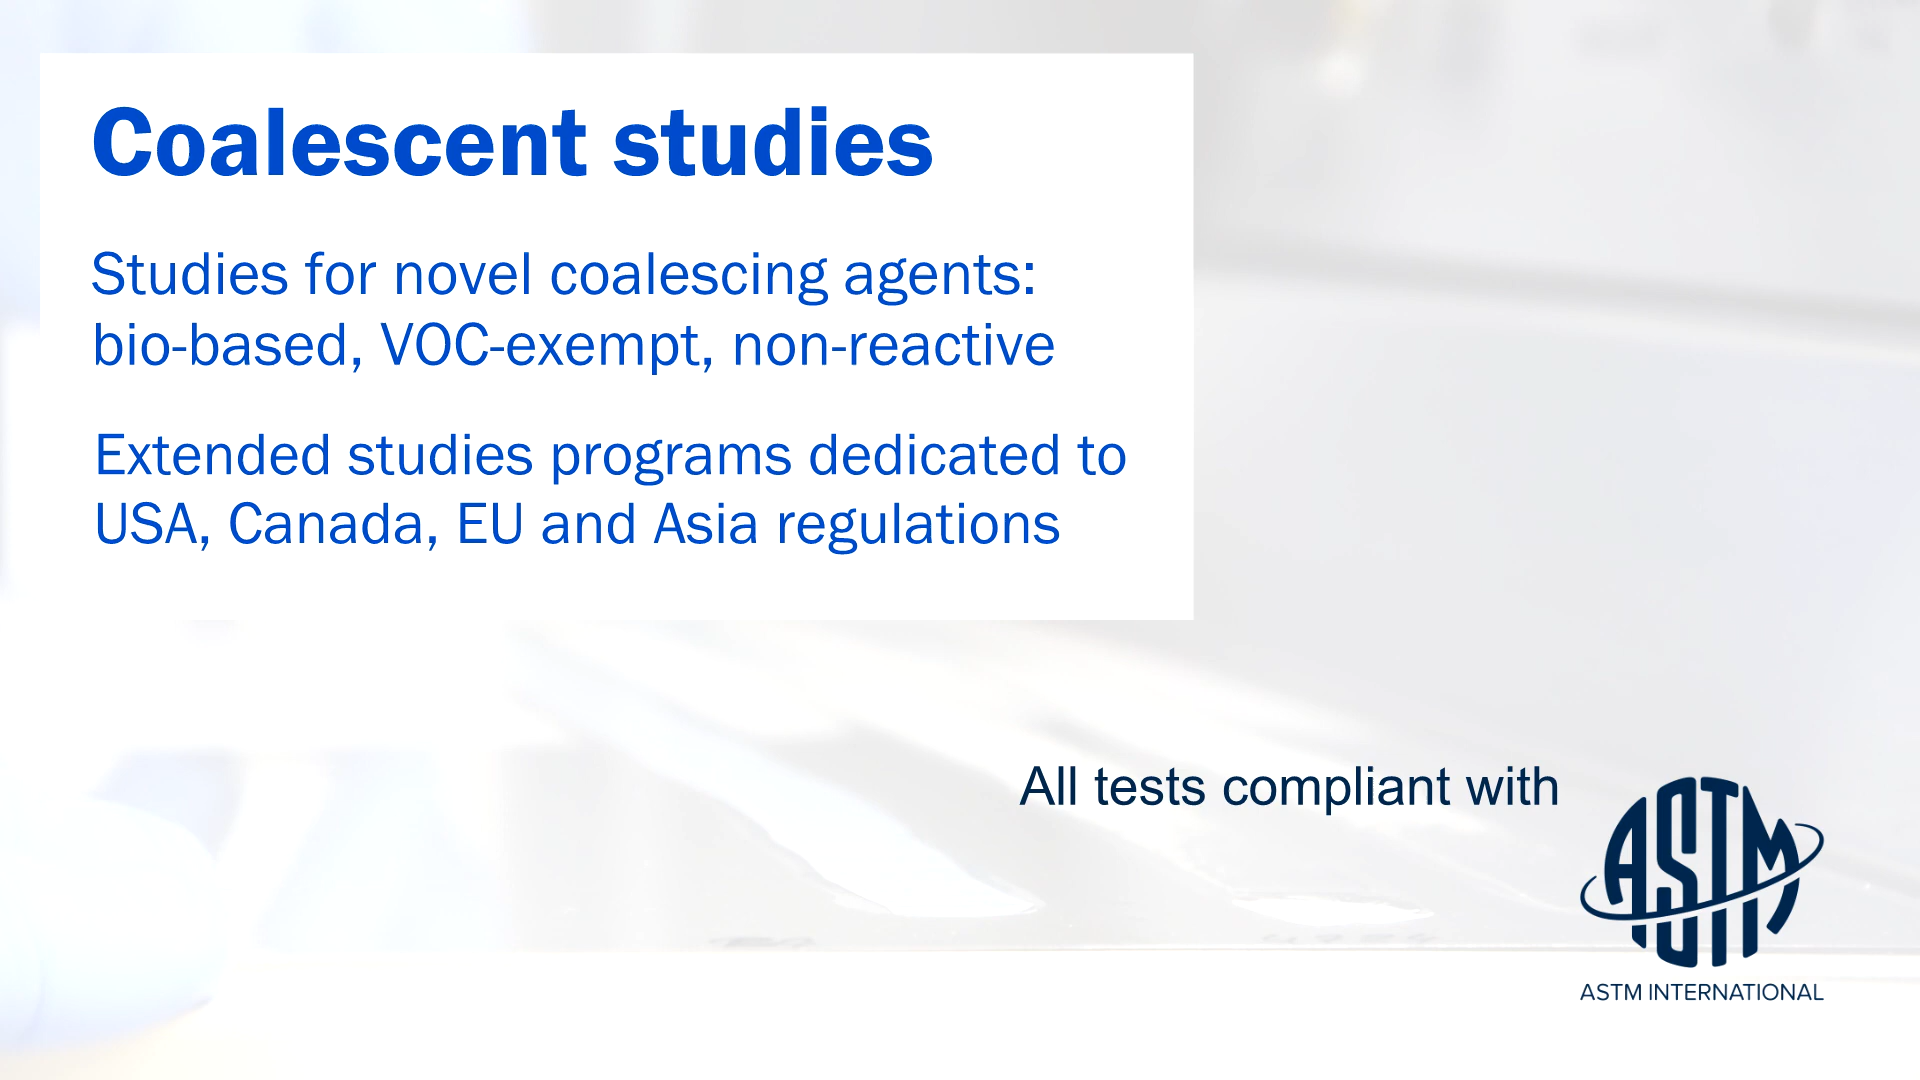 Coalescent studies
Studies for novel coalescing agents:
bio-based, VOC-exempt, non-reactive
Extended studies programs dedicated to
USA, Canada, EU and Asia regulations
All tests compliant with
ASTM
ASTM INTERNATIONAL